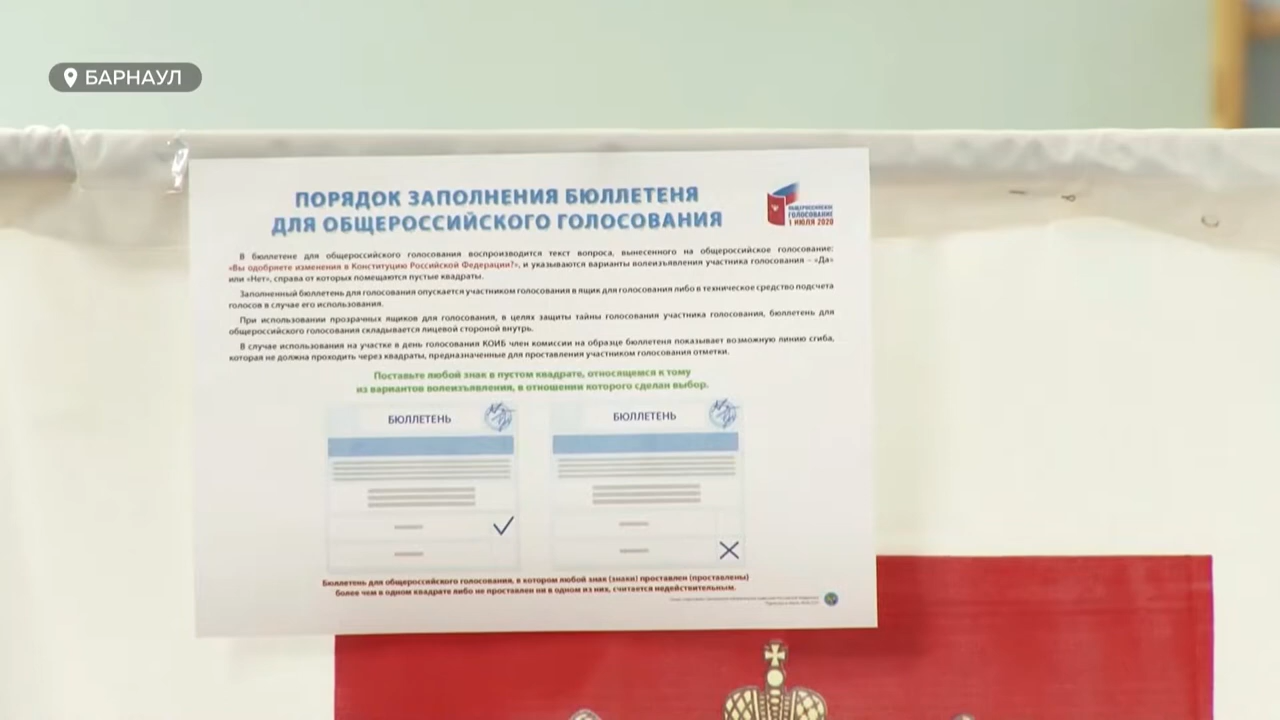 БАРНАУЛ
ПОРЯДОК ЗАПОЛНЕНИЯ БЮЛЛЕТЕНЯ
ДЛЯ ОБЩЕРОССИЙСКОГО ГОЛОСОВАНИЯ
ОБЩЕРОССИЙСКОЕ
ГОЛОСОВАНИЕ
1 ИЮЛЯ 2020
В бюллетене для общероссийского голосования воспроизводится текст вопроса, вынесенного на общероссийское голосование:
«Вы одобряете изменения в Конституцию Российской Федерации?», и указываются варианты волеизъявления участника голосования – «Да»
или «Нет», справа от которых помещаются пустые квадраты.
Заполненный бюллетень для голосования опускается участником голосования в ящик для голосования либо в техническое средство подсчета
голосов в случае его использования.
При использовании прозрачных ящиков для голосования, в целях защиты тайны голосования участника голосования, бюллетень для
общероссийского голосования складывается лицевой стороной внутрь.
В случае использования на участке в день голосования КОИБ член комиссии на образце бюллетеня показывает возможную линию сгиба,
которая не должна проходить через квадраты, предназначенные для проставления участником голосования отметки.
Поставьте любой знак в пустом квадрате, относящемся к тому
из вариантов волеизъявления, в отношении которого сделан выбор.
БЮЛЛЕТЕНЬ
БЮЛЛЕТЕНЬ
Бюллетень для общероссийского голосования, в котором любой знак (знаки) проставлен (проставлены)
более чем в одном квадрате либо не проставлен ни в одном из них, считается недействительным.